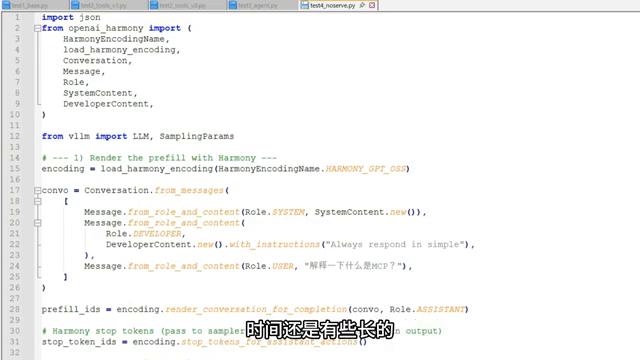 test1_base.py test2_tools_v1.py test2_tools_v3.py test3_agent.py test4_noserve.py
1 import json
2 from openai_harmony import (
3 HarmonyEncodingName,
4 load_harmony_encoding,
5 Conversation,
6 Message,
7 Role,
8 SystemContent,
9 DeveloperContent,
10 )
11
12 from vllm import LLM, SamplingParams
13
14 # --- 1) Render the prefill with Harmony ---
15 encoding = load_harmony_encoding(HarmonyEncodingName.HARMONY_GPT_OSS)
16
17 convo = Conversation.from_messages(
18 [
19 Message.from_role_and_content(Role.SYSTEM, SystemContent.new()),
20 Message.from_role_and_content(
21 Role.DEVELOPER,
22 DeveloperContent.new().with_instructions("Always respond in simple"),
23 ),
24 Message.from_role_and_content(Role.USER, "解释一下什么是MCP？"),
25 ]
26 )
27
28 prefill_ids = encoding.render_conversation_for_completion(convo, Role.ASSISTANT)
29
30 # Harmony stop tokens (pass to sampler n output)
31 stop_token_ids = encoding.stop_tokens_for_assistant_actions()
时间还是有些长的